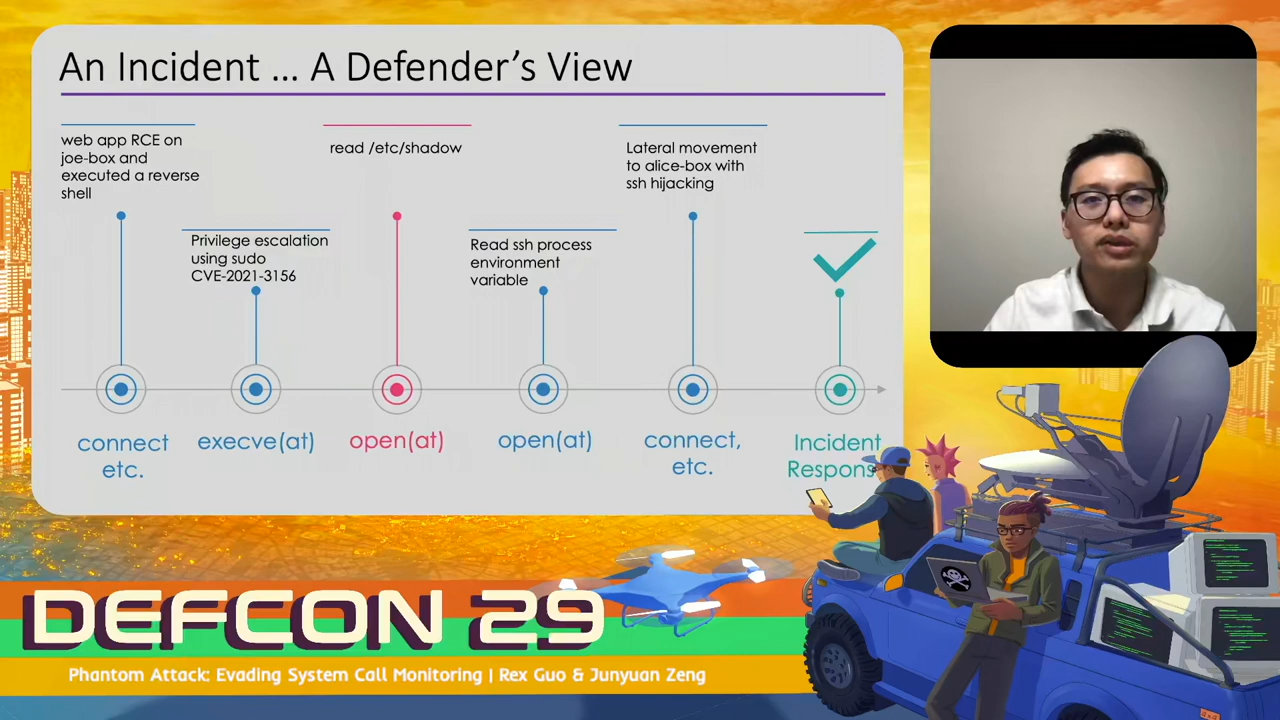 An Incident ... A Defender's View
web app RCE on
joe-box and
executed a reverse
shell
Privilege escalation
using sudo
CVE-2021-3156
read /etc/shadow
Read ssh process
environment
variable
Lateral movement
to alice-box with
ssh hijacking
connect
etc.
execve(at)
open(at)
open(at)
connect,
etc.
Incident
Respons
DEFCON 29
Phantom Attack: Evading System Call Monitoring | Rex Guo & Junyuan Zeng